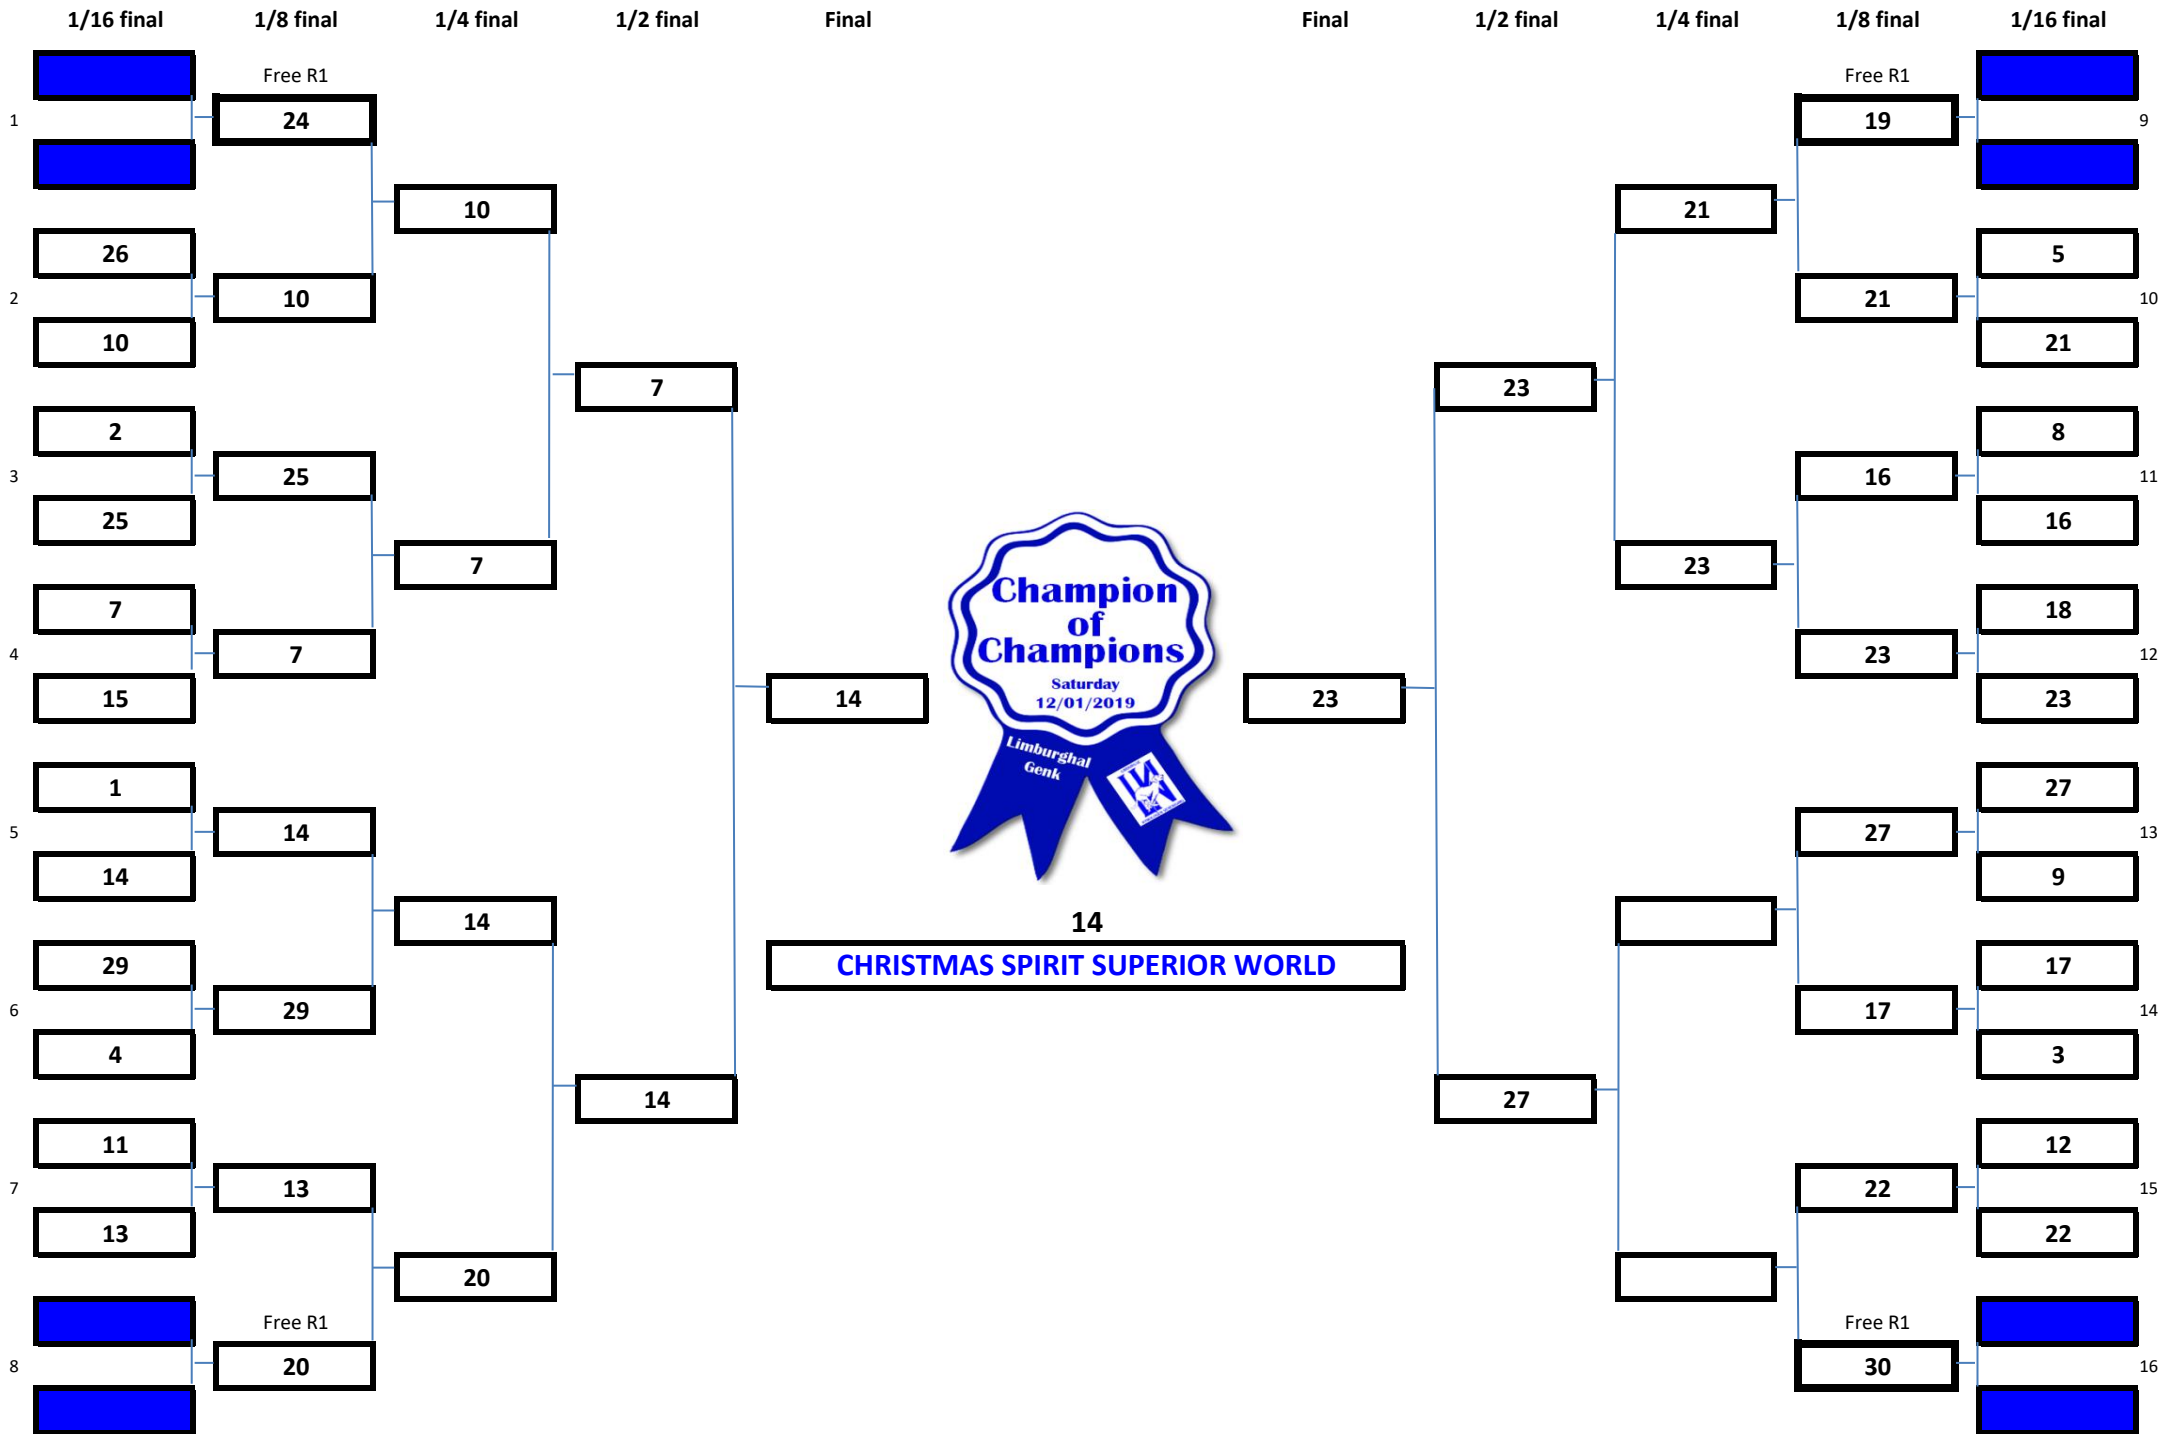 1/16 final 1/8 final 1/4 final 1/2 final Final Final 1/2 final 1/4 final 1/8 final 1/16 final
Free R1 Free R1
1 24 19 9
10 21
26 5
2 10 21 10
10 21
7 23
2 8
3 25 16 11
25 16
7 23
7 18
4 7 23 12
15 23
14 23
Champion
of
Champions
Saturday
12/01/2019
Limburghal
Genk
1 27
5 14 27 13
14 9
14
14
CHRISTMAS SPIRIT SUPERIOR WORLD
29 17
6 29 17 14
4 3
14 27
11 12
7 13 22 15
13 22
20
Free R1 Free R1
8 20 30 16